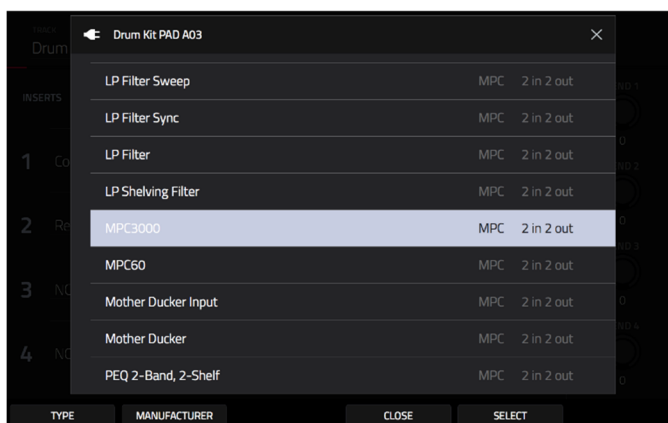 Drum Kit PAD A03
TRACK
Drum
INSERTS
LP Filter Sweep MPC 2 in 2 out
LP Filter Sync MPC 2 in 2 out
1 LP Filter MPC 2 in 2 out
LP Shelving Filter MPC 2 in 2 out
2 MPC3000 MPC 2 in 2 out
MPC60 MPC 2 in 2 out
3 Mother Ducker Input MPC 2 in 2 out
Mother Ducker MPC 2 in 2 out
4 PEQ 2-Band, 2-Shelf MPC 2 in 2 out
TYPE MANUFACTURER CLOSE SELECT